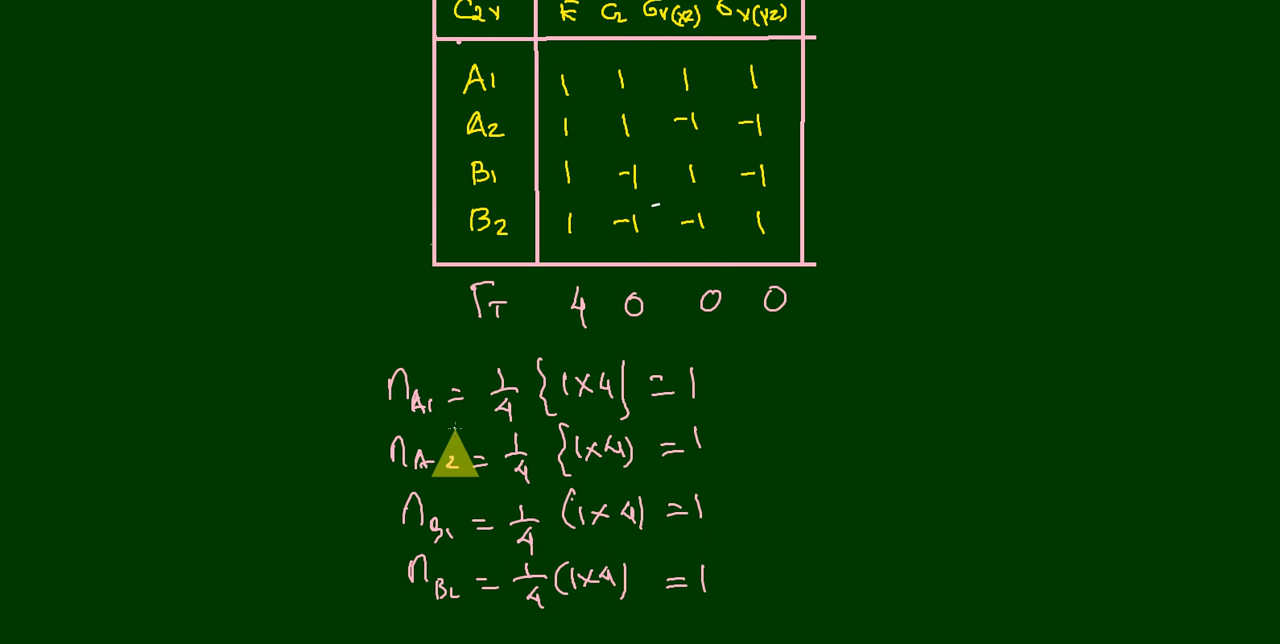 C2v E C2 σv(xz) σv(yz)
A1 1 1 1 1
A2 1 1 -1 -1
B1 1 -1 1 -1
B2 1 -1 -1 1
ΓT 4 0 0 0
nA1 = 1/4 {1×4} = 1
nA2 = 1/4 {1×4) = 1
nB1 = 1/4 (1×4) = 1
nB2 = 1/4 (1×4) = 1